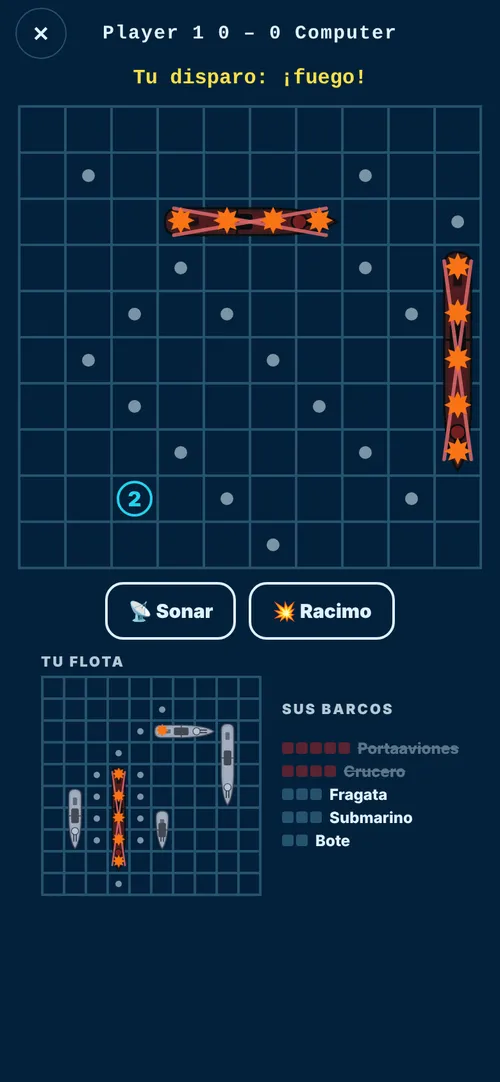 ×
Player 1 0 – 0 Computer
Tu disparo: ¡fuego!
2
Sonar
Racimo
TU FLOTA
SUS BARCOS
Portaaviones
Crucero
Fragata
Submarino
Bote